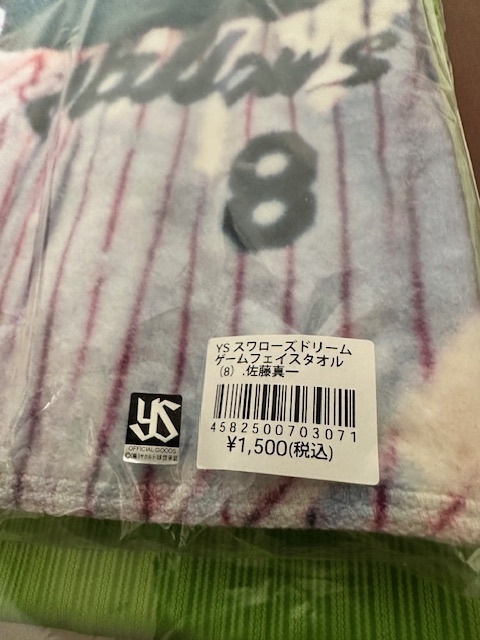 Swallows
8
YS スワローズドリーム
ゲームフェイスタオル
(8) .佐藤真一
4582500703071
¥1,500(税込)
YS
OFFICIAL GOODS